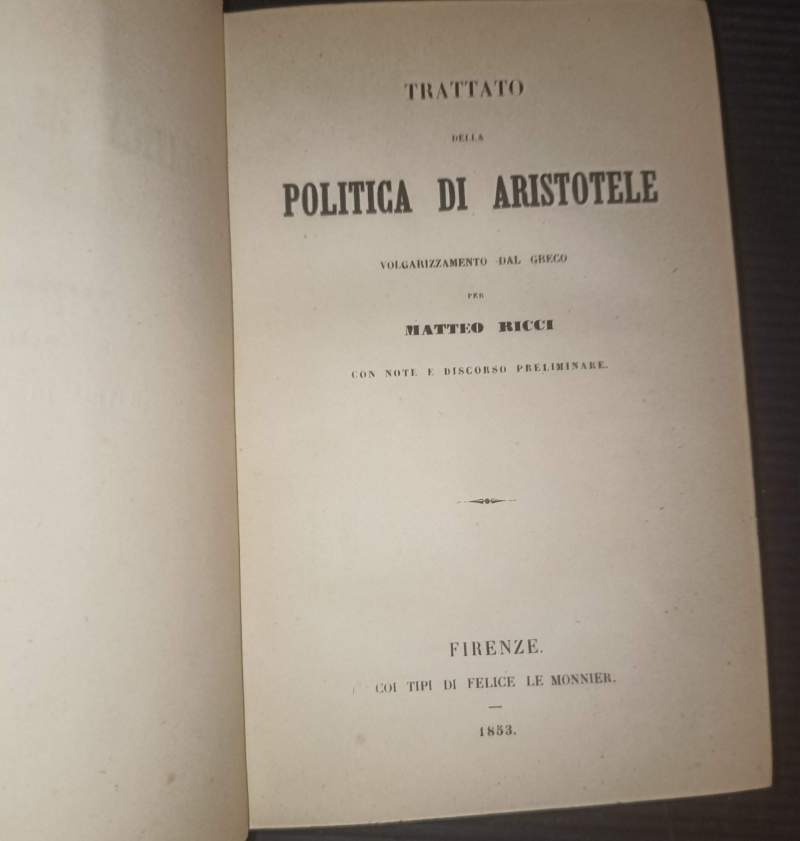 TRATTATO
DELLA
POLITICA DI ARISTOTELE
VOLGARIZZAMENTO DAL GRECO
PER
MATTEO RICCI
CON NOTE E DISCORSO PRELIMINARE.
FIRENZE.
COI TIPI DI FELICE LE MONNIER.
—
1853.